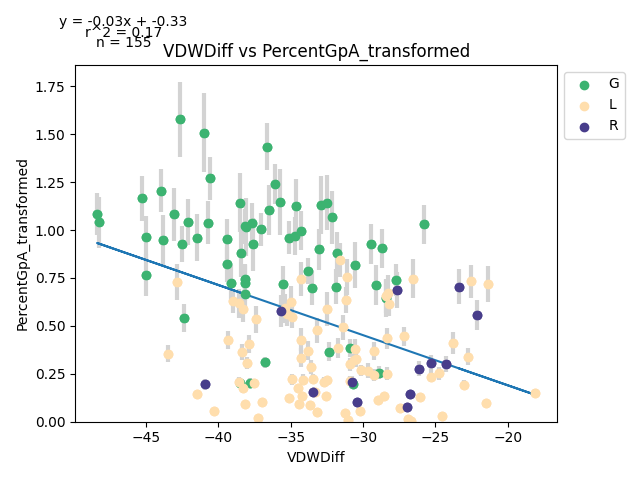 y = -0.03x + -0.33
r^2 = 0.17
n = 155
VDWDiff vs PercentGpA_transformed
G
L
R
PercentGpA_transformed
1.75
1.50
1.25
1.00
0.75
0.50
0.25
0.00
−45
−40
−35
−30
−25
−20
VDWDiff